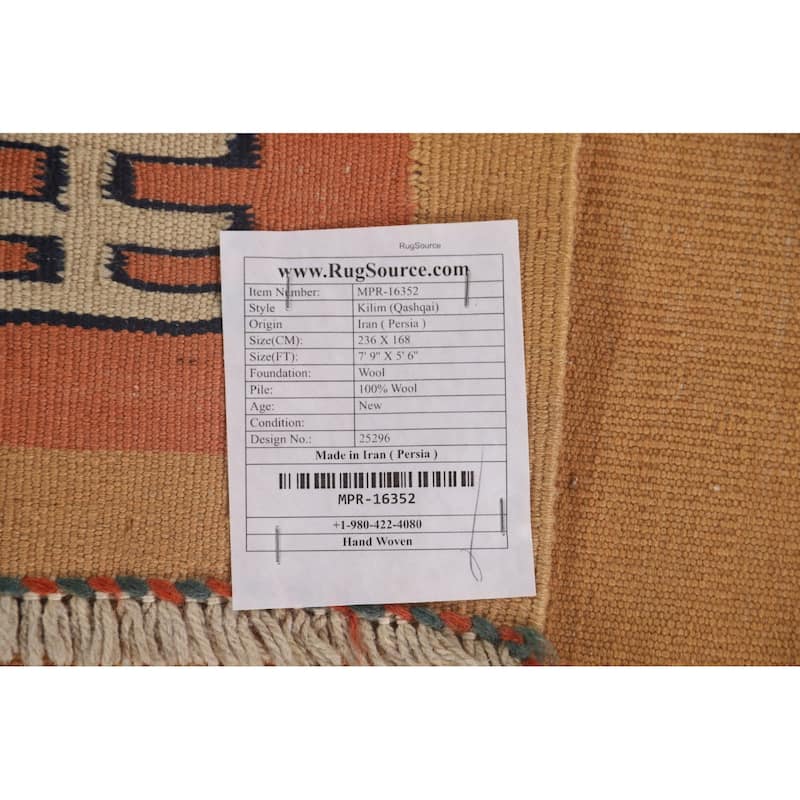 RugSource
www.RugSource.com
Item Number: MPR-16352
Style Kilim (Qashqai)
Origin Iran ( Persia )
Size(CM): 236 X 168
Size(FT): 7' 9" X 5' 6"
Foundation: Wool
Pile: 100% Wool
Age: New
Condition:
Design No.: 25296
Made in Iran ( Persia )
MPR-16352
+1-980-422-4080
Hand Woven